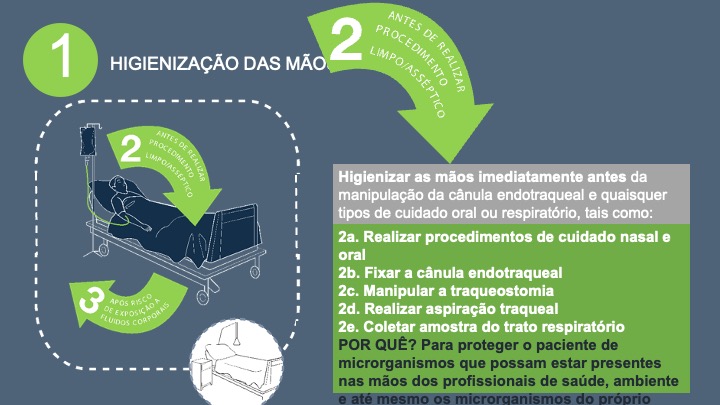 1
HIGIENIZAÇÃO DAS MÃO
2
ANTES DE REALIZAR
PROCEDIMENTO
LIMPO/ASSÉPTICO
2
ANTES DE REALIZAR
PROCEDIMENTO
LIMPO/ASSÉPTICO
3
APÓS RISCO
DE EXPOSIÇÃO A
FLUIDOS CORPORAIS
Higienizar as mãos imediatamente antes da
manipulação da cânula endotraqueal e quaisquer
tipos de cuidado oral ou respiratório, tais como:
2a. Realizar procedimentos de cuidado nasal e
oral
2b. Fixar a cânula endotraqueal
2c. Manipular a traqueostomia
2d. Realizar aspiração traqueal
2e. Coletar amostra do trato respiratório
POR QUÊ? Para proteger o paciente de
microrganismos que possam estar presentes
nas mãos dos profissionais de saúde, ambiente
e até mesmo os microrganismos do próprio